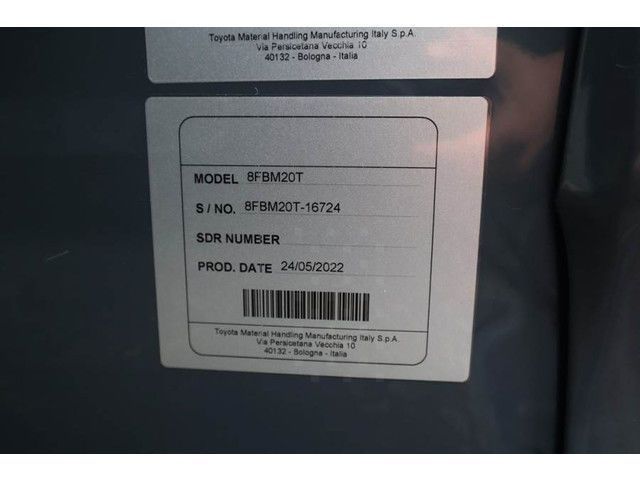 Toyota Material Handling Manufacturing Italy S.p.A.
Via Persicetana Vecchia 10
40132 - Bologna - Italia
MODEL 8FBM20T
S / NO. 8FBM20T-16724
SDR NUMBER
PROD. DATE 24/05/2022
Toyota Material Handling Manufacturing Italy S.p.A.
Via Persicetana Vecchia 10
40132 - Bologna - Italia